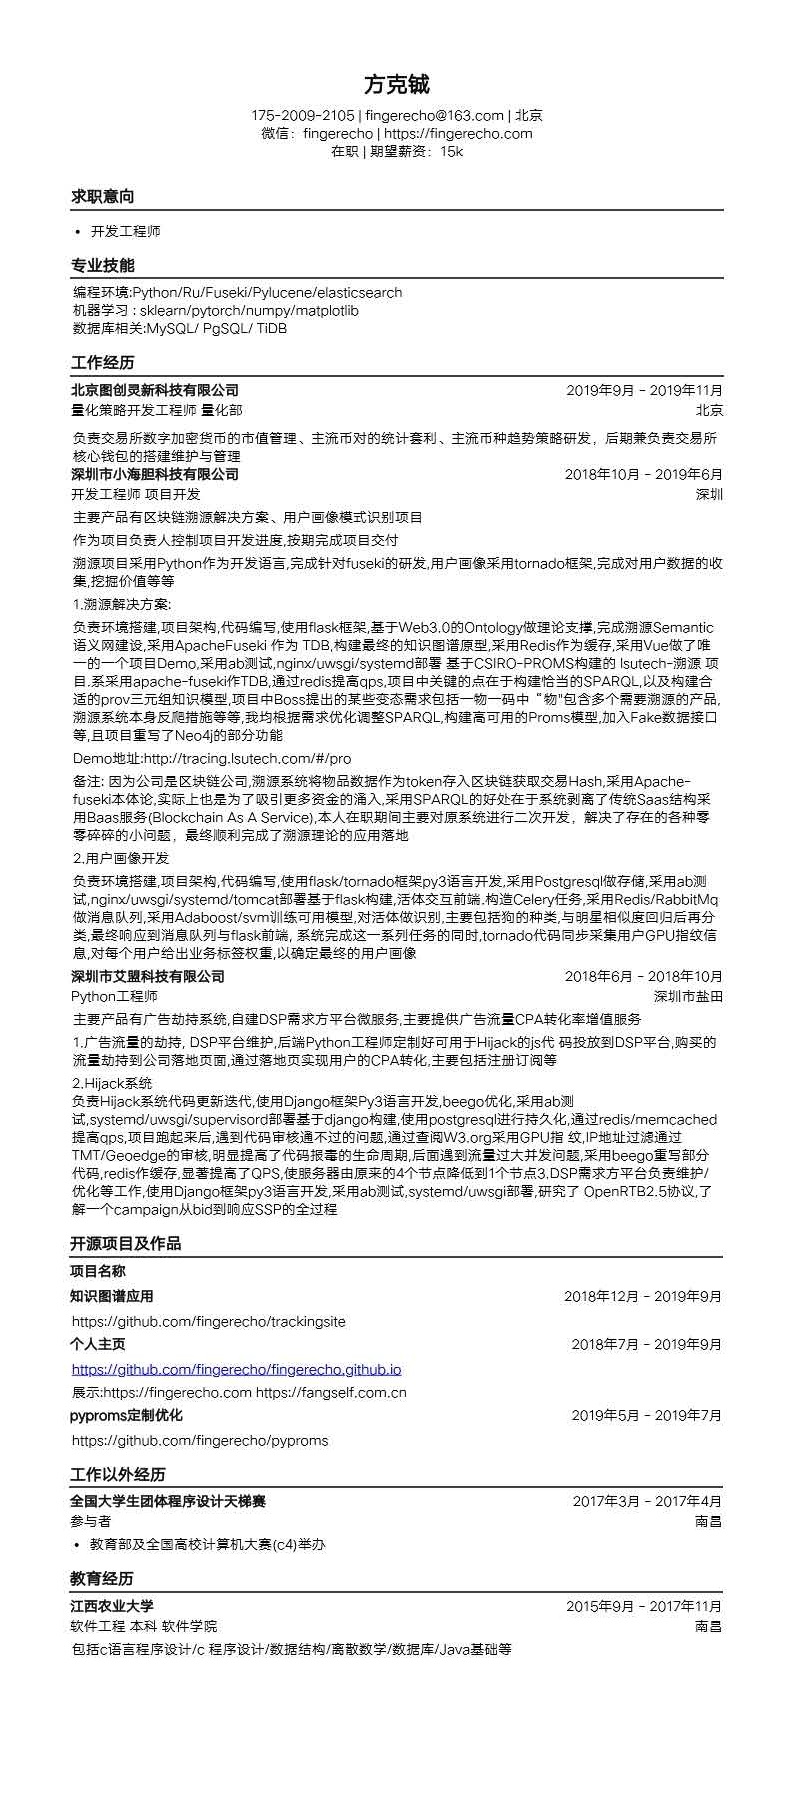 方克铖
175-2009-2105 | fingerecho@163.com | 北京
微信：fingerecho | https://fingerecho.com
在职 | 期望薪资：15k
求职意向
• 开发工程师
专业技能
编程环境:Python/Ru/Fuseki/Pylucene/elasticsearch
机器学习 : sklearn/pytorch/numpy/matplotlib
数据库相关:MySQL/ PgSQL/ TiDB
工作经历
北京图创灵新科技有限公司 2019年9月 - 2019年11月
量化策略开发工程师 量化部 北京
负责交易所数字加密货币的市值管理、主流币对的统计套利、主流币种趋势策略研发，后期兼负责交易所
核心钱包的搭建维护与管理
深圳市小海胆科技有限公司 2018年10月 - 2019年6月
开发工程师 项目开发 深圳
主要产品有区块链溯源解决方案、用户画像模式识别项目
作为项目负责人控制项目开发进度,按期完成项目交付
溯源项目采用Python作为开发语言,完成针对fuseki的研发,用户画像采用tornado框架,完成对用户数据的收
集,挖掘价值等等
1.溯源解决方案:
负责环境搭建,项目架构,代码编写,使用flask框架,基于Web3.0的Ontology做理论支撑,完成溯源Semantic
语义网建设,采用ApacheFuseki 作为 TDB,构建最终的知识图谱原型,采用Redis作为缓存,采用Vue做了唯
一的一个项目Demo,采用ab测试,nginx/uwsgi/systemd部署 基于CSIRO-PROMS构建的 lsutech-溯源 项
目.系采用apache-fuseki作TDB,通过redis提高qps,项目中关键的点在于构建恰当的SPARQL,以及构建合
适的prov三元组知识模型,项目中Boss提出的某些变态需求包括一物一码中“物"包含多个需要溯源的产品,
溯源系统本身反爬措施等等,我均根据需求优化调整SPARQL,构建高可用的Proms模型,加入Fake数据接口
等,且项目重写了Neo4j的部分功能
Demo地址:http://tracing.lsutech.com/#/pro
备注: 因为公司是区块链公司,溯源系统将物品数据作为token存入区块链获取交易Hash,采用Apache-
fuseki本体论,实际上也是为了吸引更多资金的涌入,采用SPARQL的好处在于系统剥离了传统Saas结构采
用Baas服务(Blockchain As A Service),本人在职期间主要对原系统进行二次开发，解决了存在的各种零
零碎碎的小问题，最终顺利完成了溯源理论的应用落地
2.用户画像开发
负责环境搭建,项目架构,代码编写,使用flask/tornado框架py3语言开发,采用Postgresql做存储,采用ab测
试,nginx/uwsgi/systemd/tomcat部署基于flask构建,活体交互前端.构造Celery任务,采用Redis/RabbitMq
做消息队列,采用Adaboost/svm训练可用模型,对活体做识别,主要包括狗的种类,与明星相似度回归后再分
类,最终响应到消息队列与flask前端, 系统完成这一系列任务的同时,tornado代码同步采集用户GPU指纹信
息,对每个用户给出业务标签权重,以确定最终的用户画像
深圳市艾盟科技有限公司 2018年6月 - 2018年10月
Python工程师 深圳市盐田
主要产品有广告劫持系统,自建DSP需求方平台微服务,主要提供广告流量CPA转化率增值服务
1.广告流量的劫持, DSP平台维护,后端Python工程师定制好可用于Hijack的js代 码投放到DSP平台,购买的
流量劫持到公司落地页面,通过落地页实现用户的CPA转化,主要包括注册订阅等
2.Hijack系统
负责Hijack系统代码更新迭代,使用Django框架Py3语言开发,beego优化,采用ab测
试,systemd/uwsgi/supervisord部署基于django构建,使用postgresql进行持久化,通过redis/memcached
提高qps,项目跑起来后,遇到代码审核通不过的问题,通过查阅W3.org采用GPU指 纹,IP地址过滤通过
TMT/Geoedge的审核,明显提高了代码报毒的生命周期,后面遇到流量过大并发问题,采用beego重写部分
代码,redis作缓存,显著提高了QPS,使服务器由原来的4个节点降低到1个节点3.DSP需求方平台负责维护/
优化等工作,使用Django框架py3语言开发,采用ab测试,systemd/uwsgi部署,研究了 OpenRTB2.5协议,了
解一个campaign从bid到响应SSP的全过程
开源项目及作品
项目名称
知识图谱应用 2018年12月 - 2019年9月
https://github.com/fingerecho/trackingsite
个人主页 2018年7月 - 2019年9月
https://github.com/fingerecho/fingerecho.github.io
展示:https://fingerecho.com https://fangself.com.cn
pyproms定制优化 2019年5月 - 2019年7月
https://github.com/fingerecho/pyproms
工作以外经历
全国大学生团体程序设计天梯赛 2017年3月 - 2017年4月
参与者 南昌
• 教育部及全国高校计算机大赛(c4)举办
教育经历
江西农业大学 2015年9月 - 2017年11月
软件工程 本科 软件学院 南昌
包括c语言程序设计/c 程序设计/数据结构/离散数学/数据库/Java基础等